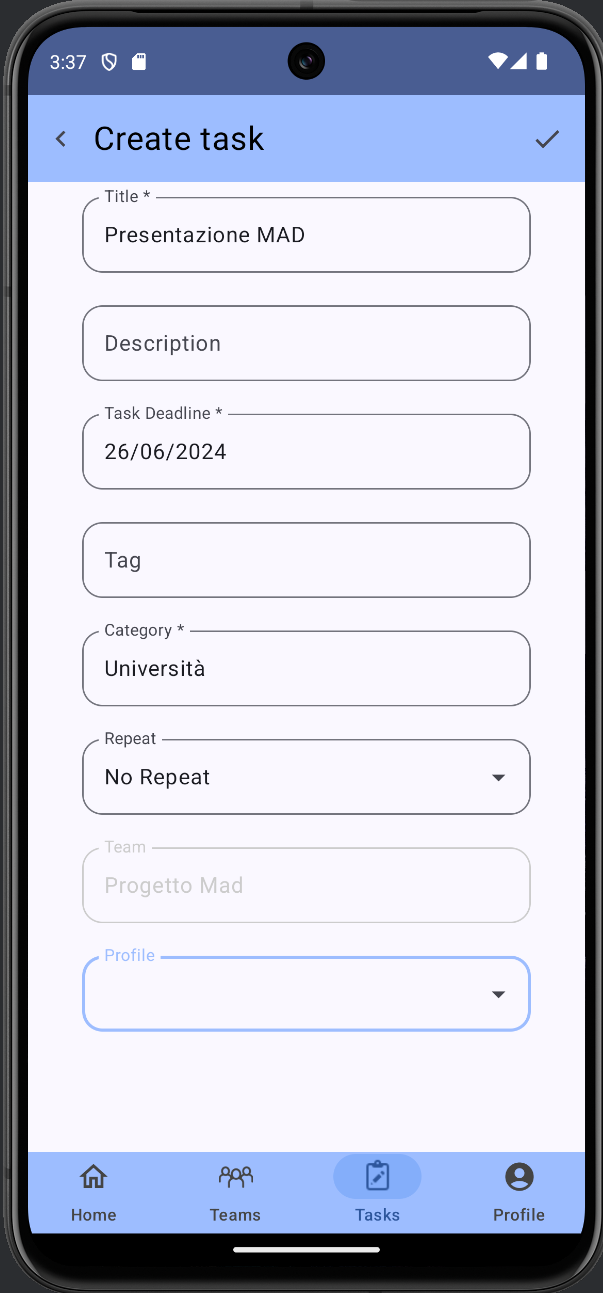 3:37
Create task
Title *
Presentazione MAD
Description
Task Deadline *
26/06/2024
Tag
Category *
Università
Repeat
No Repeat
Team
Progetto Mad
Profile
Home Teams Tasks Profile